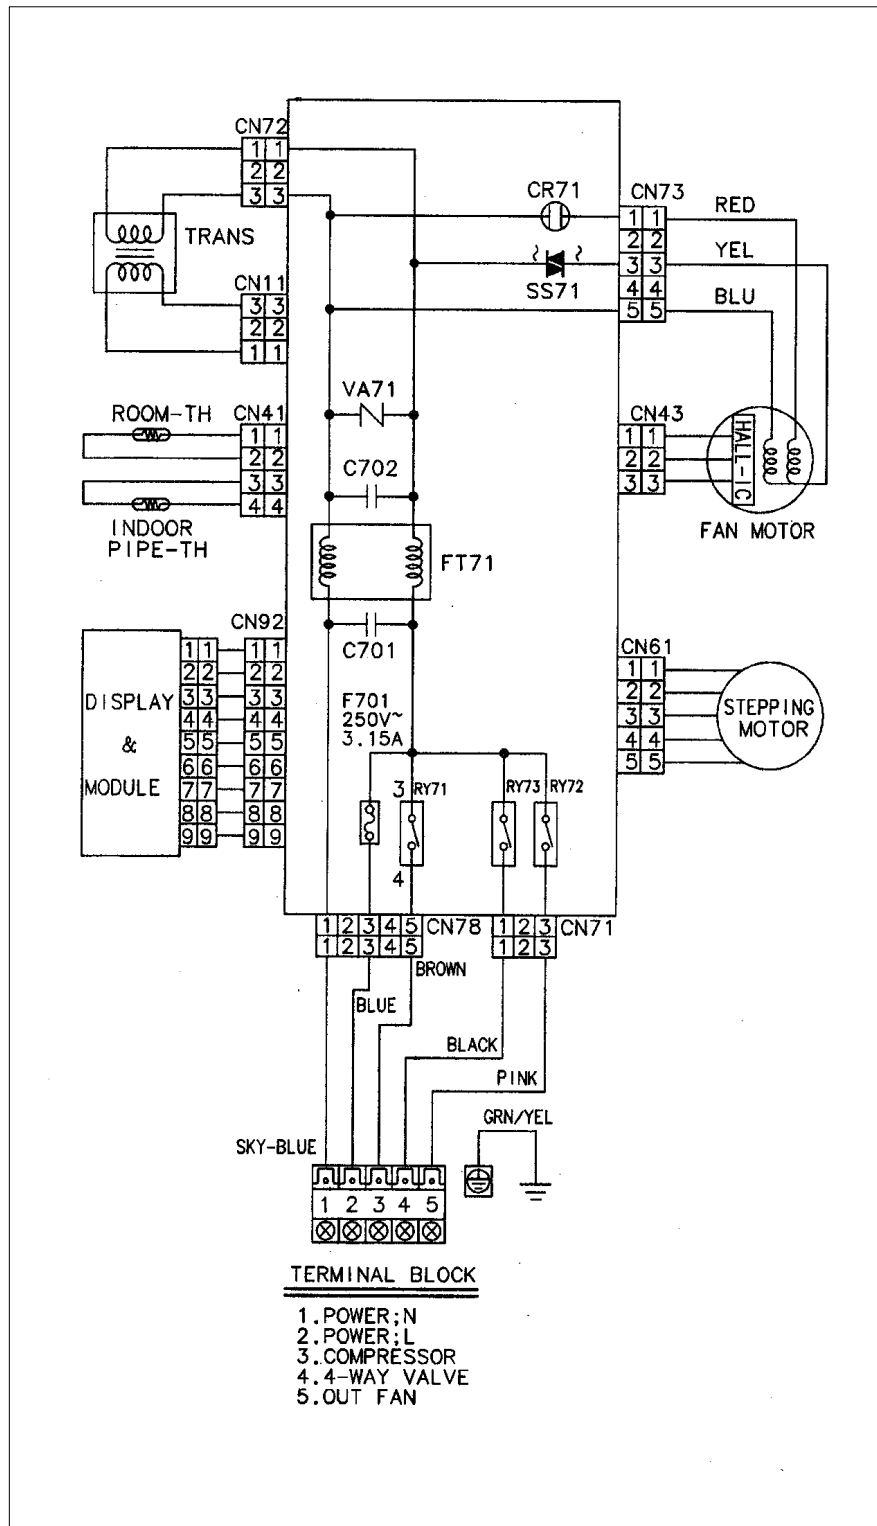 CN72
1 1
2 2
3 3
TRANS
CN11
3 3
2 2
1 1
CR71
SS71
CN73
1 1
2 2
3 3
4 4
5 5
RED
YEL
BLU
VA71
ROOM-TH
CN41
1 1
2 2
3 3
4 4
INDOOR
PIPE-TH
C702
CN43
1 1
2 2
3 3
HALL-IC
FAN MOTOR
FT71
C701
CN92
1 1 1 1
2 2 2 2
3 3 3 3
4 4 4 4
5 5 5 5
6 6 6 6
7 7 7 7
8 8 8 8
9 9 9 9
DISPLAY
&
MODULE
F701
250V~
3.15A
CN61
1 1
2 2
3 3
4 4
5 5
STEPPING
MOTOR
3 RY71
4
RY73
RY72
1 2 3 4 5 CN78
1 2 3 4 5
1 2 3 CN71
1 2 3
BROWN
BLUE
BLACK
PINK
GRN/YEL
SKY-BLUE
1 2 3 4 5
TERMINAL BLOCK
1.POWER;N
2.POWER;L
3.COMPRESSOR
4.4-WAY VALVE
5.OUT FAN